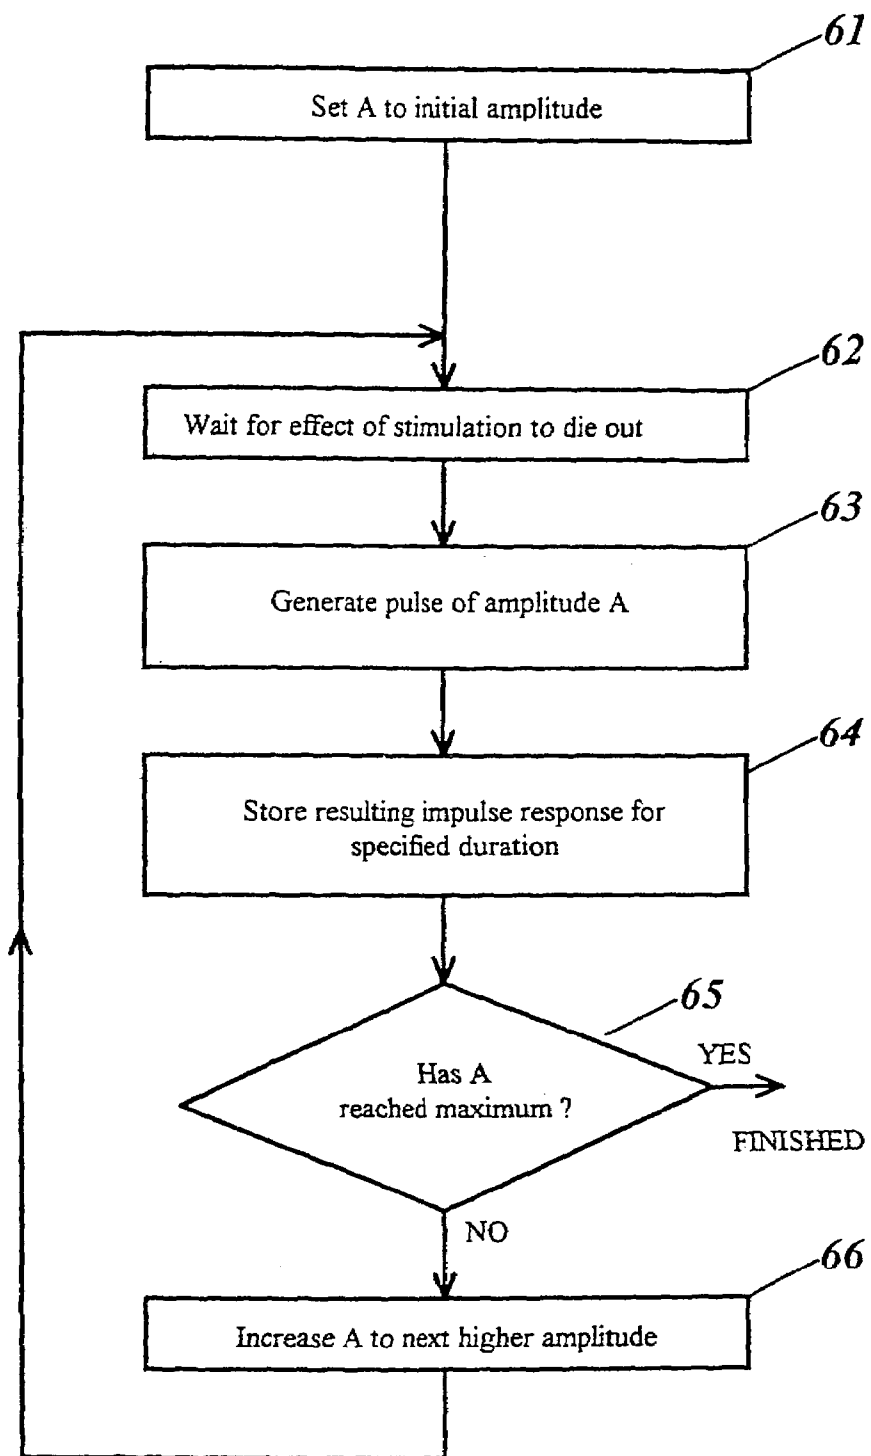 61
Set A to initial amplitude
62
Wait for effect of stimulation to die out
63
Generate pulse of amplitude A
64
Store resulting impulse response for
specified duration
65
Has A
reached maximum ?
YES
FINISHED
NO
66
Increase A to next higher amplitude